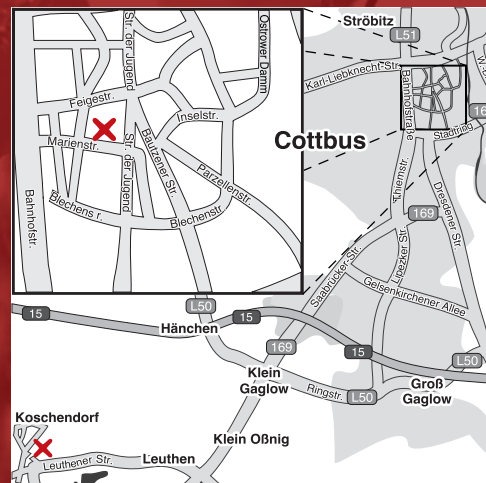 Ströbitz
L51
Karl-Liebknecht-Str.
Bahnhofstraße
Stadtring
Str. der Jugend
Ostrower Damm
Feigestr.
Inselstr.
Marienstr.
Str. der Jugend
Bautzener Str.
Parzellenstr.
Bahnhofstr.
Blechens r.
Blechenstr.
Cottbus
Thiemstr.
Dresdener Str.
169
Saabrücker-Str.
Lipezker Str.
Gelsenkirchener Allee
15
L50
Hänchen
15
169
15
L50
Klein
Gaglow
Ringstr.
L50
Groß
Gaglow
Koschendorf
Klein Oßnig
Leuthener Str.
Leuthen